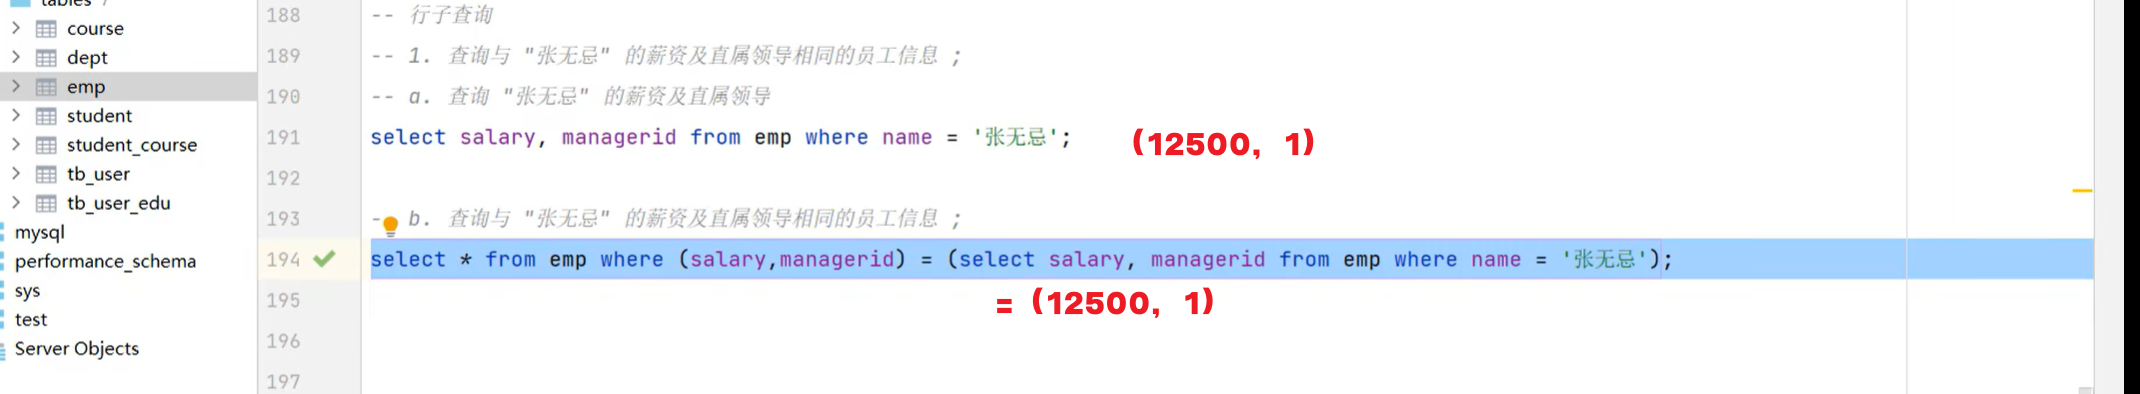 tables 7
course
dept
emp
student
student_course
tb_user
tb_user_edu
mysql
performance_schema
sys
test
Server Objects
188 -- 行子查询
189 -- 1. 查询与 "张无忌" 的薪资及直属领导相同的员工信息 ;
190 -- a. 查询 "张无忌" 的薪资及直属领导
191 select salary, managerid from emp where name = '张无忌'; (12500, 1)
192
193 - b. 查询与 "张无忌" 的薪资及直属领导相同的员工信息 ;
194 select * from emp where (salary,managerid) = (select salary, managerid from emp where name = '张无忌');
195 = (12500, 1)
196
197